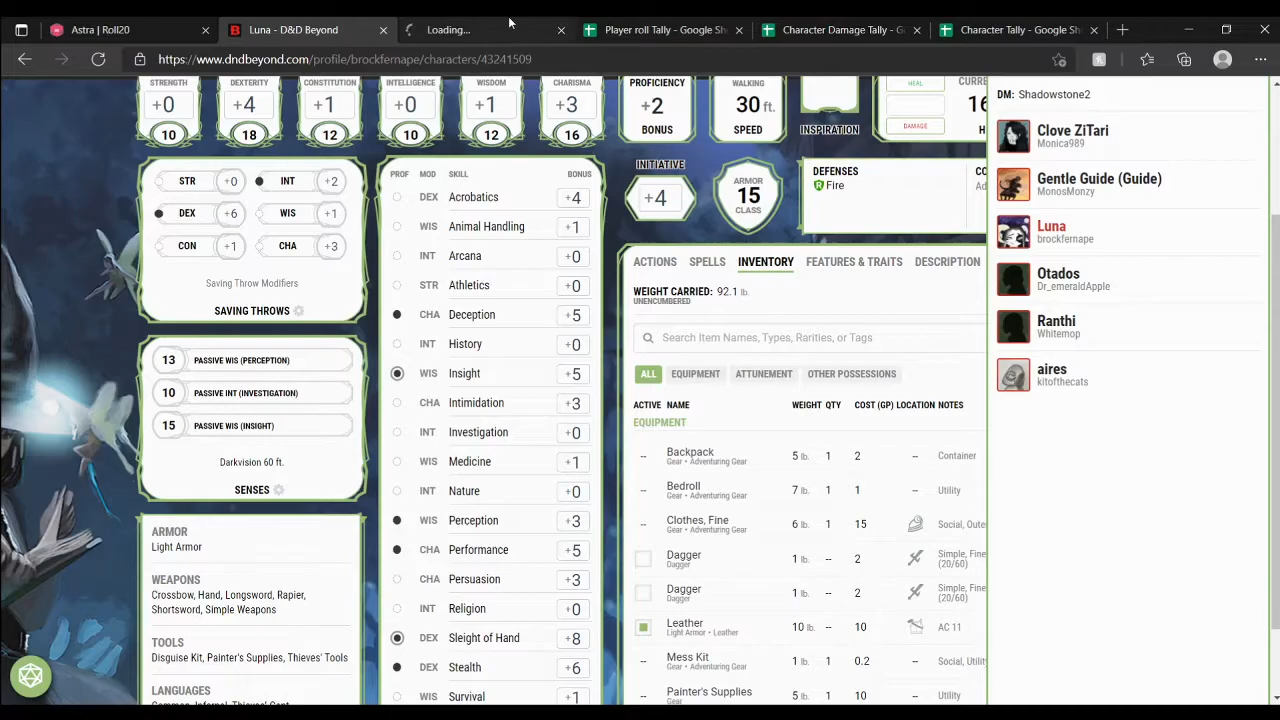 Astra | Roll20
Luna - D&D Beyond
Loading...
Player roll Tally - Google She
Character Damage Tally - G
Character Tally - Google Sh
https://www.dndbeyond.com/profile/brockfernape/characters/43241509
STRENGTH
+0
10
DEXTERITY
+4
18
CONSTITUTION
+1
12
INTELLIGENCE
+0
10
WISDOM
+1
12
CHARISMA
+3
16
PROFICIENCY
+2
BONUS
WALKING
30 ft.
SPEED
INSPIRATION
HEAL
DAMAGE
CURRE
16
H
STR +0
INT +2
DEX +6
WIS +1
CON +1
CHA +3
Saving Throw Modifiers
SAVING THROWS
13 PASSIVE WIS (PERCEPTION)
10 PASSIVE INT (INVESTIGATION)
15 PASSIVE WIS (INSIGHT)
Darkvision 60 ft.
SENSES
ARMOR
Light Armor
WEAPONS
Crossbow, Hand, Longsword, Rapier,
Shortsword, Simple Weapons
TOOLS
Disguise Kit, Painter's Supplies, Thieves' Tools
LANGUAGES
Common, Infernal, Thieves' Cant
PROF MOD SKILL BONUS
DEX Acrobatics +4
WIS Animal Handling +1
INT Arcana +0
STR Athletics +0
CHA Deception +5
INT History +0
WIS Insight +5
CHA Intimidation +3
INT Investigation +0
WIS Medicine +1
INT Nature +0
WIS Perception +3
CHA Performance +5
CHA Persuasion +3
INT Religion +0
DEX Sleight of Hand +8
DEX Stealth +6
WIS Survival +1
INITIATIVE
+4
ARMOR
15
CLASS
DEFENSES
R Fire
CO
Ad
ACTIONS SPELLS INVENTORY FEATURES & TRAITS DESCRIPTION
WEIGHT CARRIED: 92.1 lb.
UNENCUMBERED
Search Item Names, Types, Rarities, or Tags
ALL EQUIPMENT ATTUNEMENT OTHER POSSESSIONS
ACTIVE NAME WEIGHT QTY COST (GP) LOCATION NOTES
EQUIPMENT
-- Backpack 5 lb. 1 2 -- Container
Gear • Adventuring Gear
-- Bedroll 7 lb. 1 1 -- Utility
Gear • Adventuring Gear
-- Clothes, Fine 6 lb. 1 15 Social, Oute
Gear • Adventuring Gear
Dagger 1 lb. -- 2 Simple, Fine
Dagger (20/60)
Dagger 1 lb. -- 2 Simple, Fine
Dagger (20/60)
Leather 10 lb. -- 10 AC 11
Light Armor • Leather
-- Mess Kit 1 lb. 1 0.2 -- Social, Utilit
Gear • Adventuring Gear
-- Painter's Supplies 5 lb. 1 10 -- Utility
Gear
DM: Shadowstone2
Clove ZiTari
Monica989
Gentle Guide (Guide)
MonosMonzy
Luna
brockfernape
Otados
Dr_emeraldApple
Ranthi
Whitemop
aires
kitofthecats